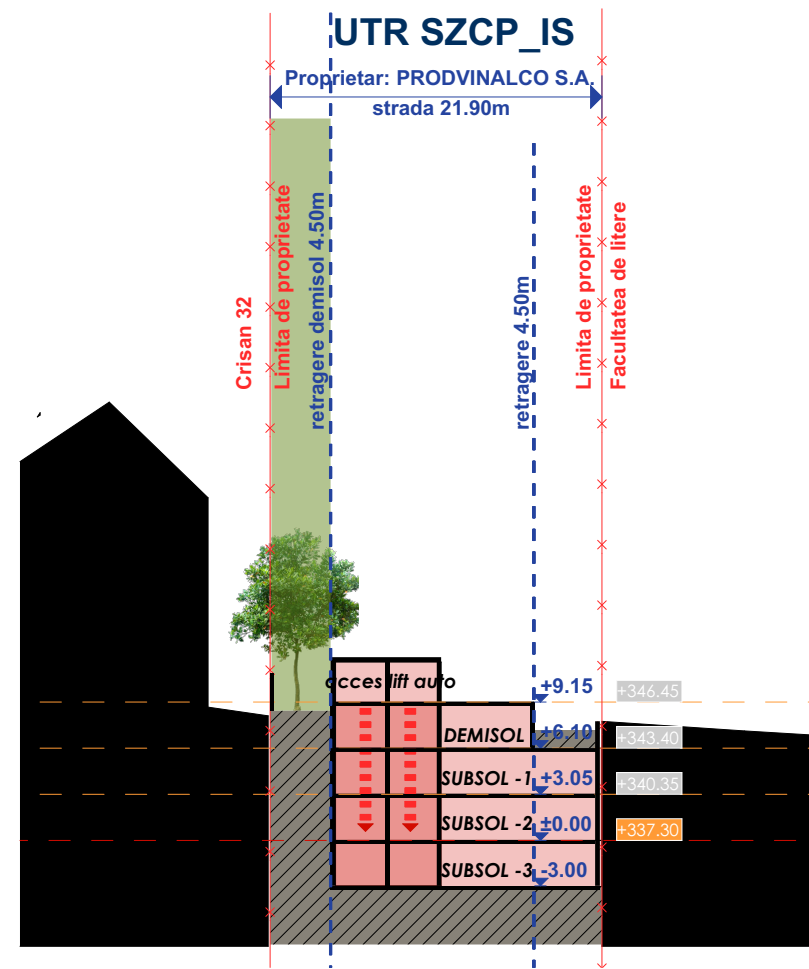 UTR SZCP_IS
Proprietar: PRODVINALCO S.A.
strada 21.90m
Crisan 32
Limita de proprietate
retragere demisol 4.50m
retragere 4.50m
Limita de proprietate
Facultatea de litere
acces lift auto
+9.15
+346.45
DEMISOL
+6.10
+343.40
SUBSOL -1
+3.05
+340.35
SUBSOL -2
±0.00
+337.30
SUBSOL -3
-3.00